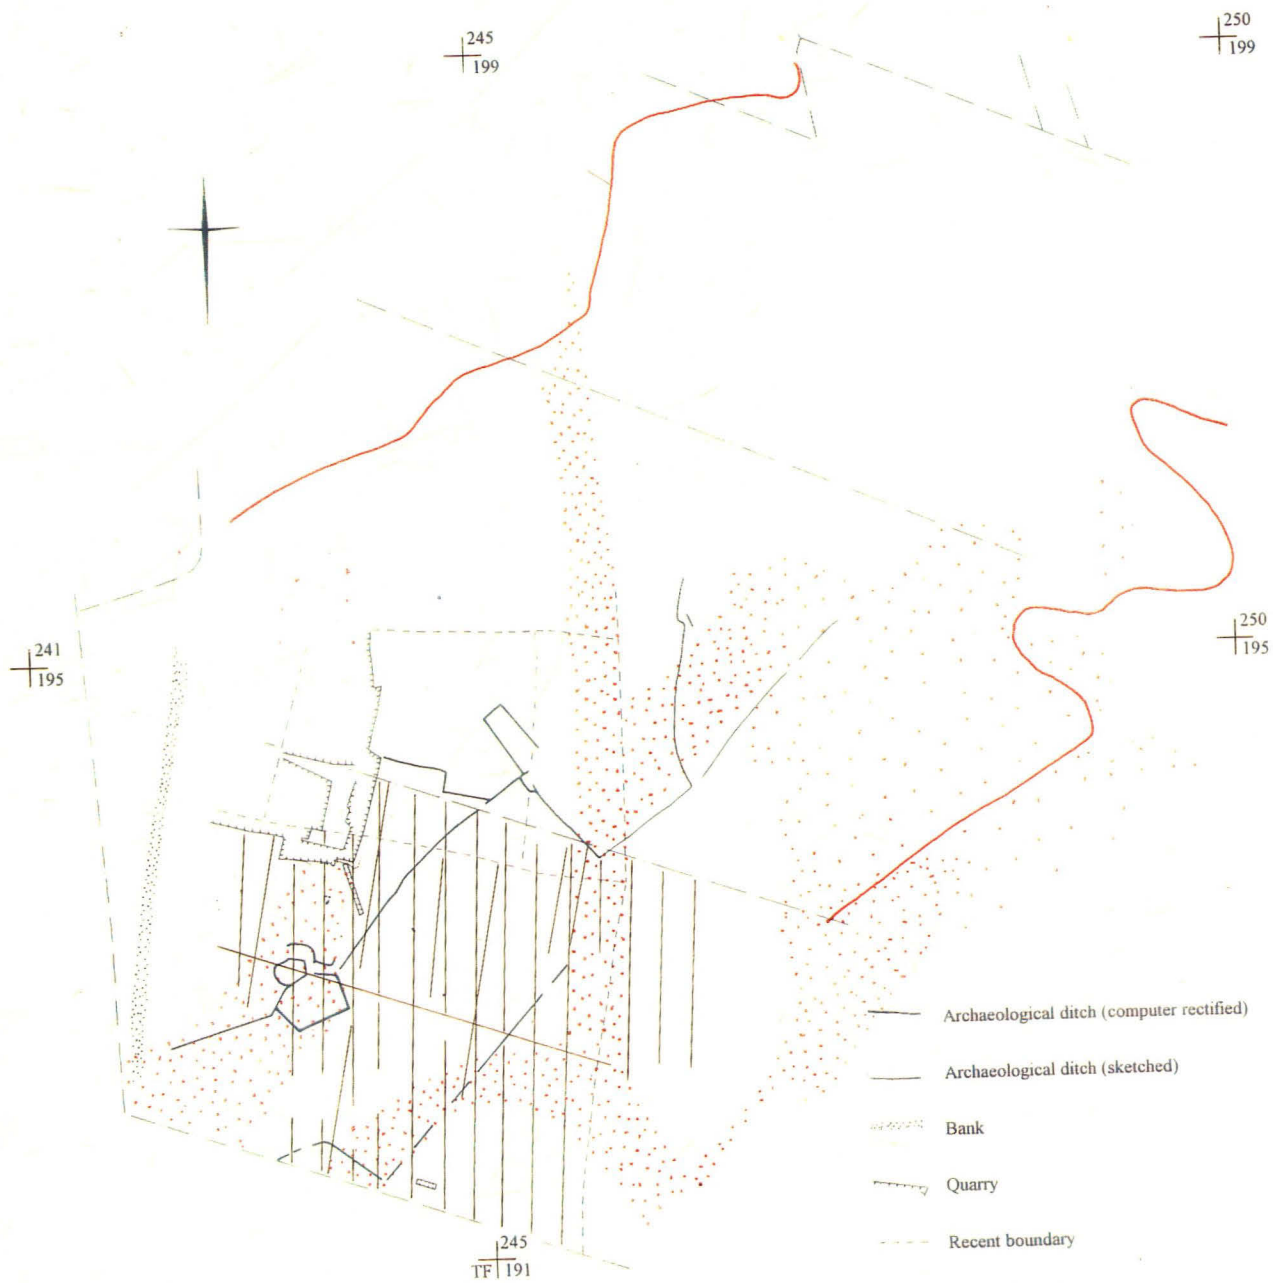 250
199
245
199
241
195
250
195
Archaeological ditch (computer rectified)
Archaeological ditch (sketched)
Bank
Quarry
Recent boundary
245
TF 191